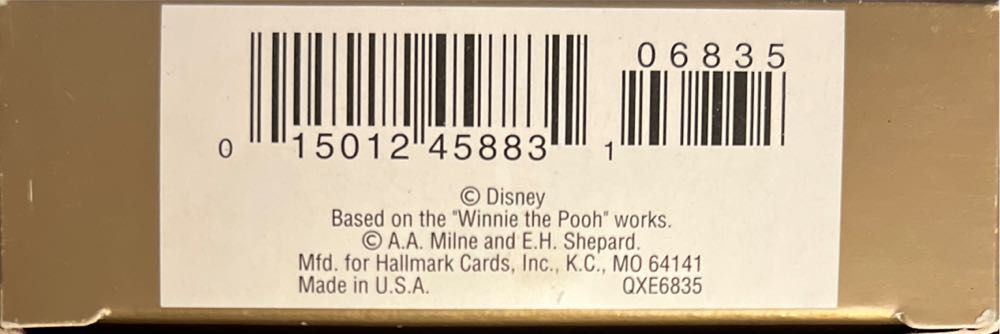 06835
0 15012 45883 1
© Disney
Based on the "Winnie the Pooh" works.
© A.A. Milne and E.H. Shepard.
Mfd. for Hallmark Cards, Inc., K.C., MO 64141
Made in U.S.A. QXE6835